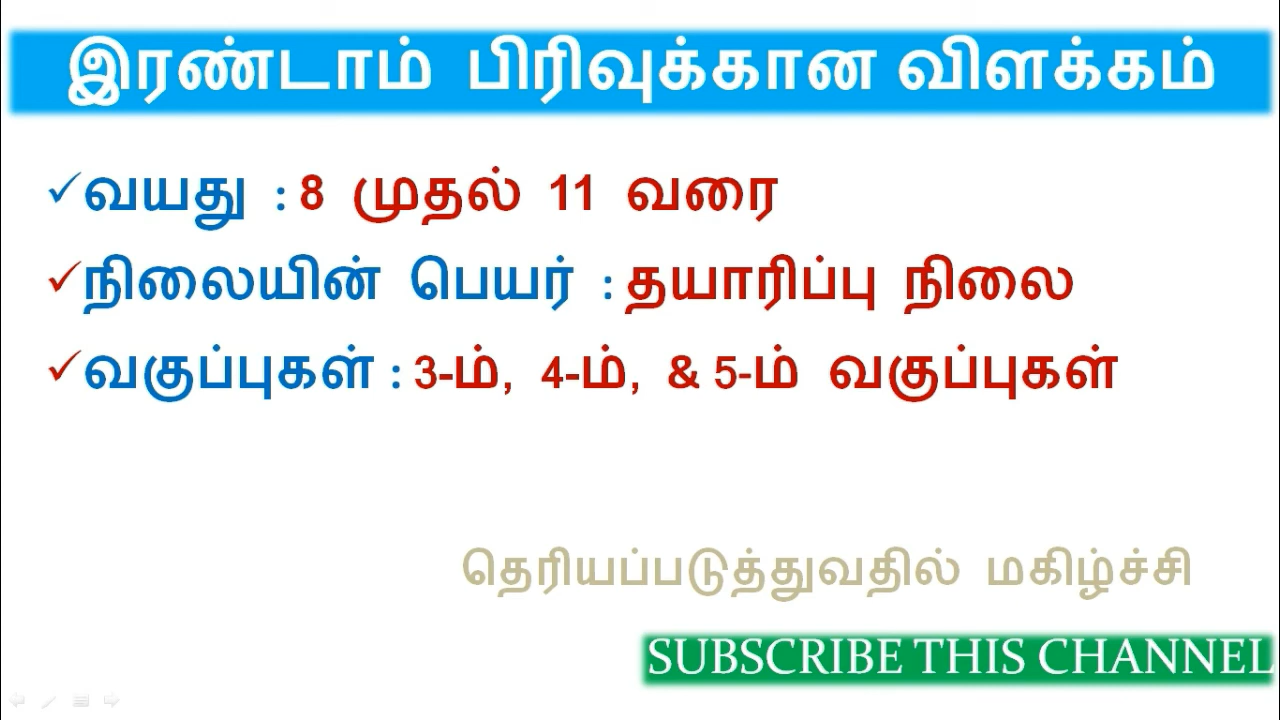 இரண்டாம் பிரிவுக்கான விளக்கம்
வயது : 8 முதல் 11 வரை
நிலையின் பெயர் : தயாரிப்பு நிலை
வகுப்புகள் : 3-ம், 4-ம், & 5-ம் வகுப்புகள்
தெரியப்படுத்துவதில் மகிழ்ச்சி
SUBSCRIBE THIS CHANNEL